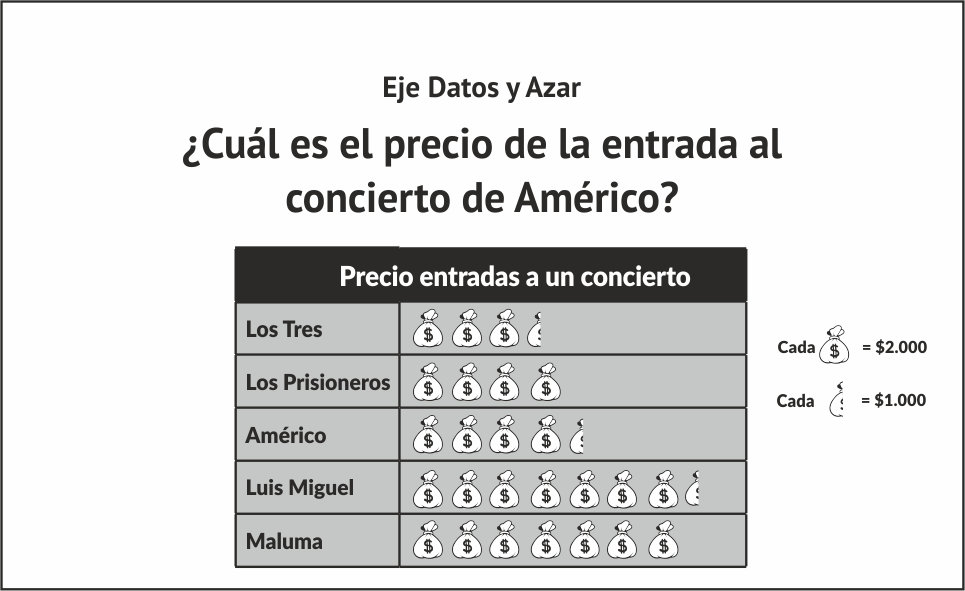 Eje Datos y Azar
¿Cuál es el precio de la entrada al
concierto de Américo?
Precio entradas a un concierto
Los Tres
Los Prisioneros
Américo
Luis Miguel
Maluma
Cada = $2.000
Cada = $1.000